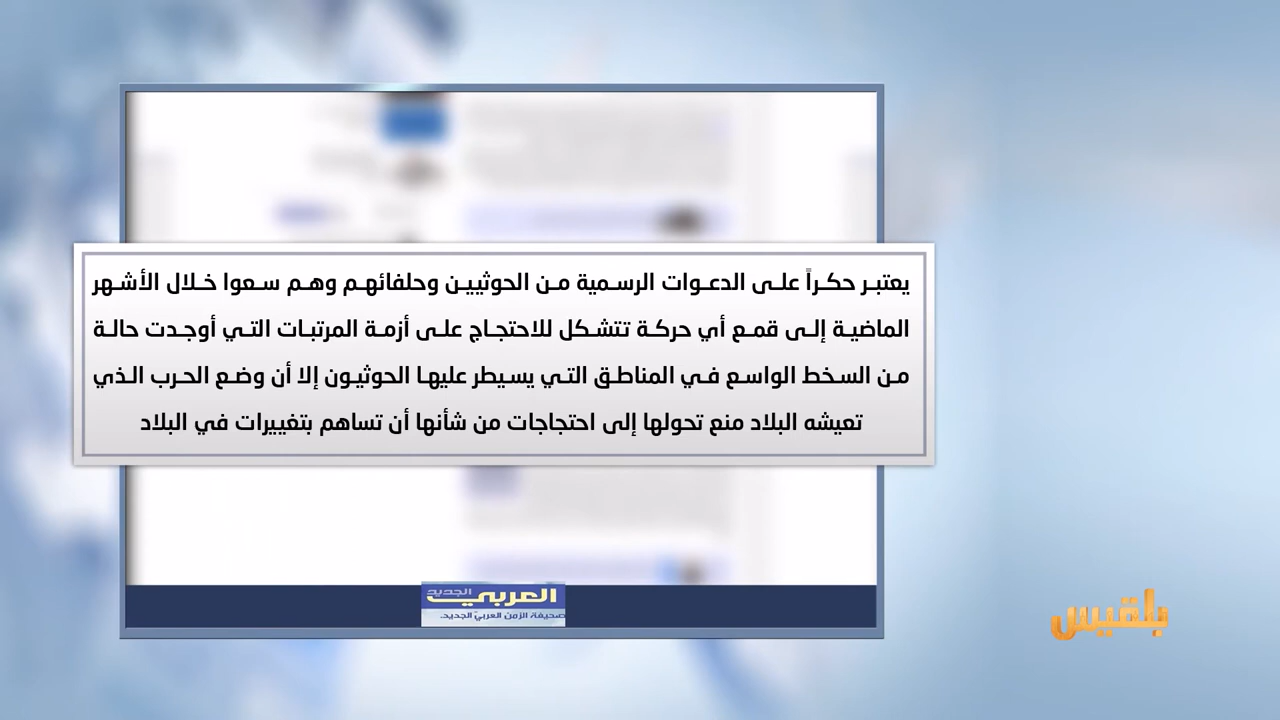 يعتبر حكراً على الدعوات الرسمية من الحوثيين وحلفائهم وهم سعوا خلال الأشهر
الماضية إلى قمع أي حركة تتشكل للاحتجاج على أزمة المرتبات التي أوجدت حالة
من السخط الواسع في المناطق التي يسيطر عليها الحوثيون إلا أن وضع الحرب الذي
تعيشه البلاد منع تحولها إلى احتجاجات من شأنها أن تساهم بتغييرات في البلاد
العربي الجديد
صحيفة الزمن العربي الجديد.
بلقيس